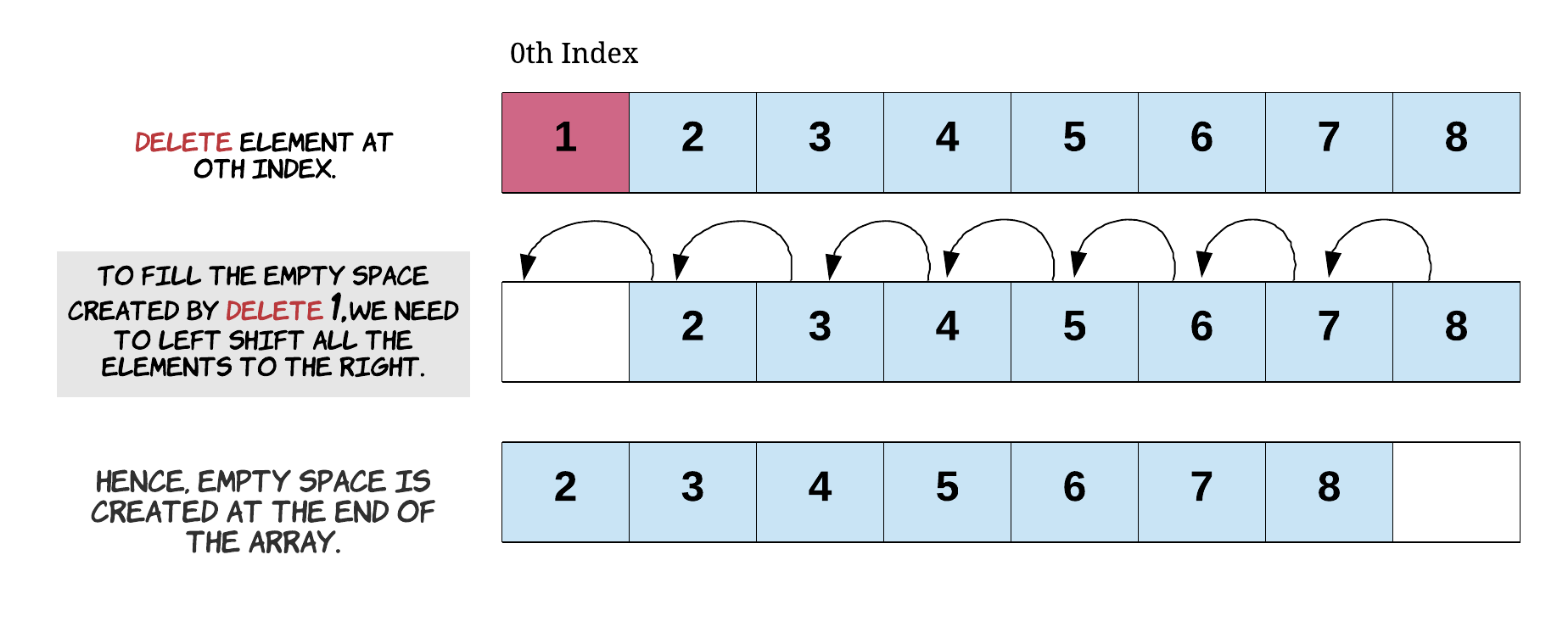 0th Index
DELETE ELEMENT AT
0TH INDEX.
1 2 3 4 5 6 7 8
TO FILL THE EMPTY SPACE
CREATED BY DELETE 1,WE NEED
TO LEFT SHIFT ALL THE
ELEMENTS TO THE RIGHT.
2 3 4 5 6 7 8
HENCE, EMPTY SPACE IS
CREATED AT THE END OF
THE ARRAY.
2 3 4 5 6 7 8